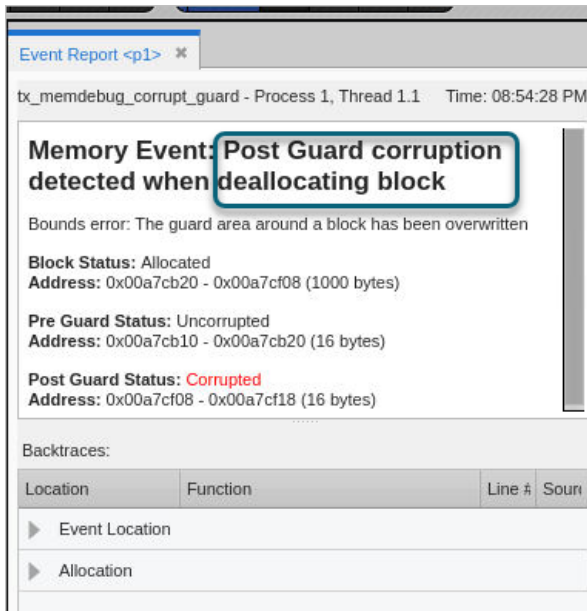 Event Report <p1> ✖
tx_memdebug_corrupt_guard - Process 1, Thread 1.1 Time: 08:54:28 PM
Memory Event: Post Guard corruption
detected when deallocating block
Bounds error: The guard area around a block has been overwritten
Block Status: Allocated
Address: 0x00a7cb20 - 0x00a7cf08 (1000 bytes)
Pre Guard Status: Uncorrupted
Address: 0x00a7cb10 - 0x00a7cb20 (16 bytes)
Post Guard Status: Corrupted
Address: 0x00a7cf08 - 0x00a7cf18 (16 bytes)
Backtraces:
Location Function Line #
Event Location
Allocation